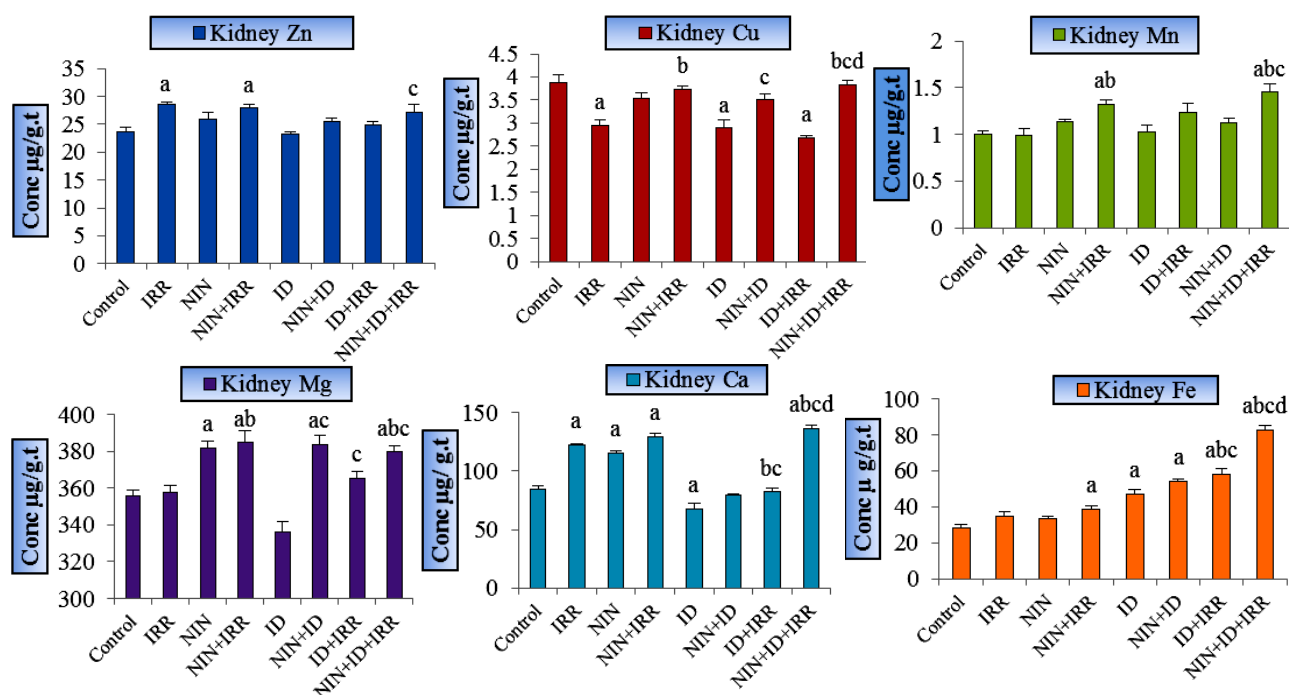 Kidney Zn
Conc µg/g.t
35
30
25
20
15
10
5
0
a
a
c
Control
IRR
NIN
NIN+IRR
ID
NIN+ID
ID+IRR
NIN+ID+IRR
Kidney Cu
Conc µg/g.t
4.5
4
3.5
3
2.5
2
1.5
1
0.5
0
a
b
a
c
a
bcd
Control
IRR
NIN
NIN+IRR
ID
NIN+ID
ID+IRR
NIN+ID+IRR
Kidney Mn
Conc µg/g.t
2
1.5
1
0.5
0
ab
abc
Control
IRR
NIN
NIN+IRR
ID
ID+IRR
NIN+ID
NIN+ID+IRR
Kidney Mg
Conc µg/g.t
400
380
360
340
320
300
a
ab
ac
c
abc
Control
IRR
NIN
NIN+IRR
ID
NIN+ID
ID+IRR
NIN+ID+IRR
Kidney Ca
Conc µg/ g.t
150
100
50
0
a
a
a
a
bc
abcd
Control
IRR
NIN
NIN+IRR
ID
NIN+ID
ID+IRR
NIN+ID+IRR
Kidney Fe
Conc µ g/g.t
100
80
60
40
20
0
a
a
a
abc
abcd
Control
IRR
NIN
NIN+IRR
ID
NIN+ID
ID+IRR
NIN+ID+IRR